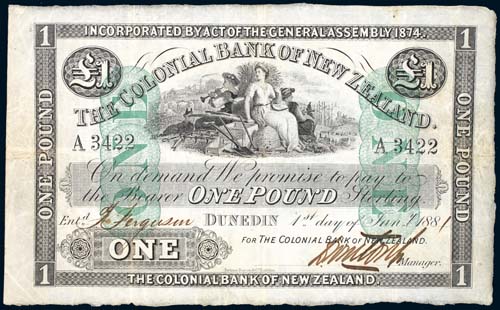 1 INCORPORATED BY ACT OF THE GENERAL ASSEMBLY 1874. 1
£1 £1
THE COLONIAL BANK OF NEW ZEALAND.
ONE POUND
ONE POUND
A 3422 A 3422
On demand We promise to pay to
the Bearer ONE POUND Sterling
Entd. J. Ferguson DUNEDIN 1st day of Jany. 1881
FOR THE COLONIAL BANK OF NEW ZEALAND.
ONE
Manager.
1 THE COLONIAL BANK OF NEW ZEALAND. 1